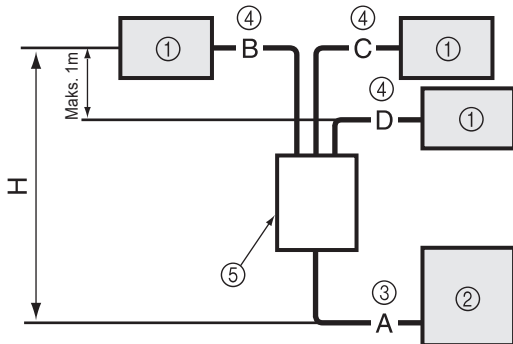 ④ ④
① B C ①
Maks. 1m
④
D ①
H
⑤
③
A ②